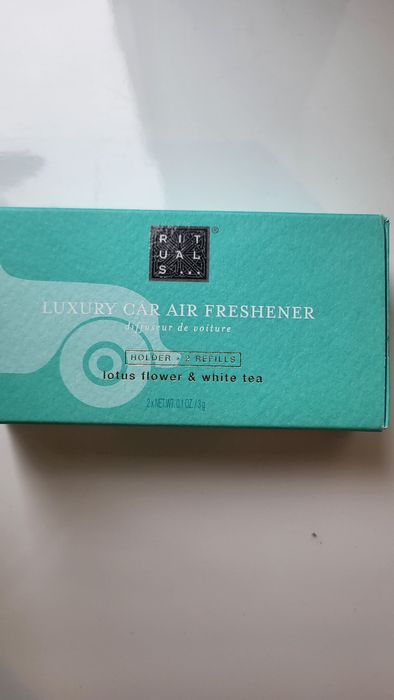 RIT
UAL
S...
®
LUXURY CAR AIR FRESHENER
diffuseur de voiture
HOLDER + 2 REFILLS
lotus flower & white tea
2 x NET WT. 0.1 OZ. / 3 g